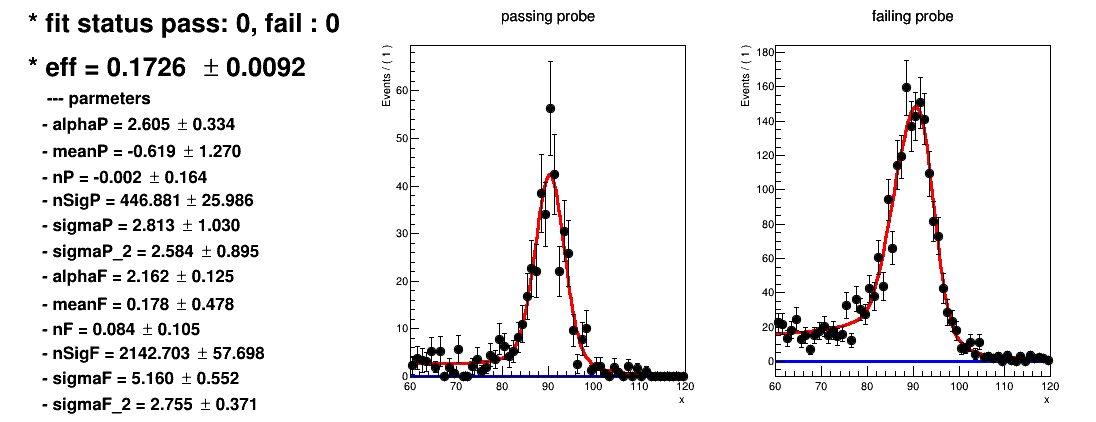 * fit status pass: 0, fail : 0
* eff = 0.1726 ± 0.0092
--- parmeters
- alphaP = 2.605 ± 0.334
- meanP = -0.619 ± 1.270
- nP = -0.002 ± 0.164
- nSigP = 446.881 ± 25.986
- sigmaP = 2.813 ± 1.030
- sigmaP_2 = 2.584 ± 0.895
- alphaF = 2.162 ± 0.125
- meanF = 0.178 ± 0.478
- nF = 0.084 ± 0.105
- nSigF = 2142.703 ± 57.698
- sigmaF = 5.160 ± 0.552
- sigmaF_2 = 2.755 ± 0.371
passing probe
Events / ( 1 )
60
50
40
30
20
10
0
60 70 80 90 100 110 120
x
failing probe
Events / ( 1 )
180
160
140
120
100
80
60
40
20
0
60 70 80 90 100 110 120
x